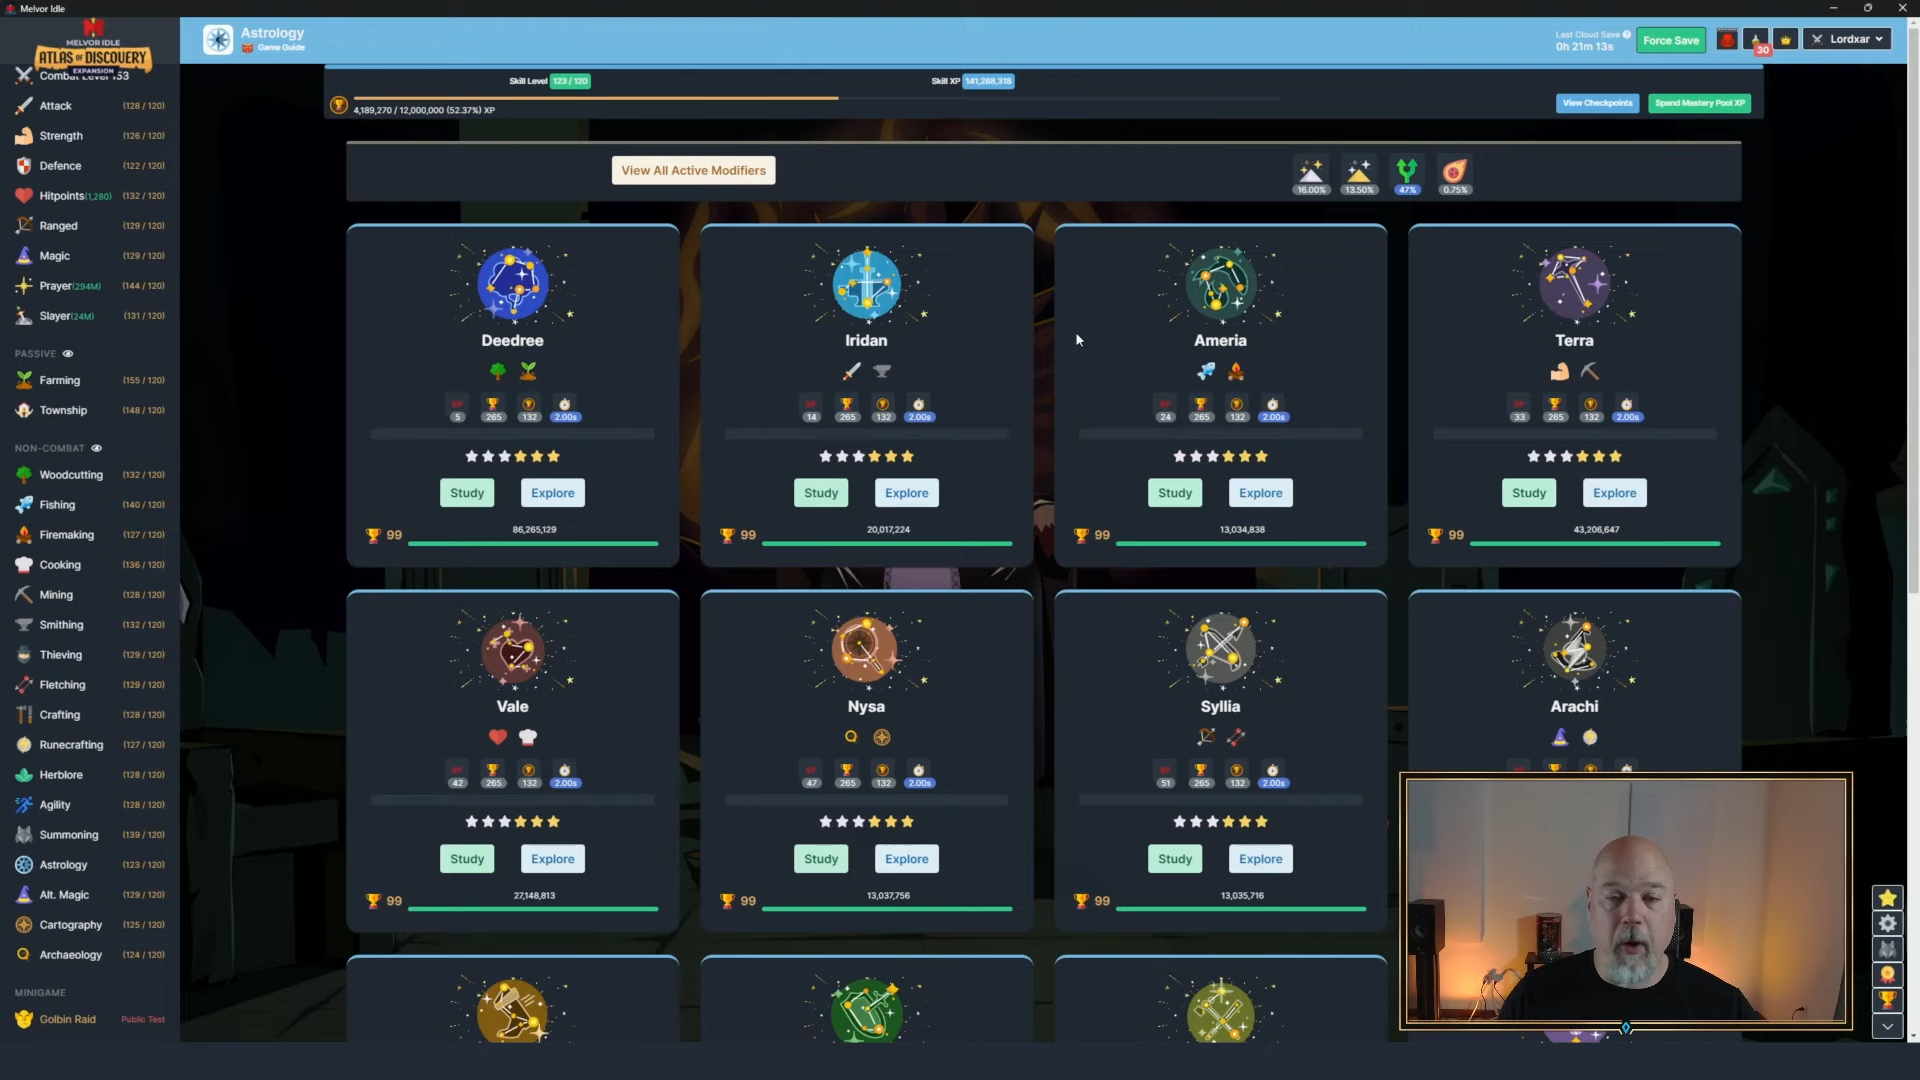 Melvor Idle
MELVOR IDLE
ATLAS OF DISCOVERY
EXPANSION
Astrology
Game Guide
Last Cloud Save
0h 21m 13s
Force Save
30
Lordxar
Combat Level 153
Attack (128 / 120)
Strength (126 / 120)
Defence (122 / 120)
Hitpoints(1,280) (132 / 120)
Ranged (129 / 120)
Magic (129 / 120)
Prayer(294M) (144 / 120)
Slayer(24M) (131 / 120)
PASSIVE
Farming (155 / 120)
Township (148 / 120)
NON-COMBAT
Woodcutting (132 / 120)
Fishing (140 / 120)
Firemaking (127 / 120)
Cooking (136 / 120)
Mining (128 / 120)
Smithing (132 / 120)
Thieving (129 / 120)
Fletching (129 / 120)
Crafting (128 / 120)
Runecrafting (127 / 120)
Herblore (128 / 120)
Agility (128 / 120)
Summoning (139 / 120)
Astrology (123 / 120)
Alt. Magic (129 / 120)
Cartography (125 / 120)
Archaeology (124 / 120)
MINIGAME
Golbin Raid Public Test
Skill Level 123 / 120
Skill XP 141,288,318
4,189,270 / 12,000,000 (52.37%) XP
View Checkpoints
Spend Mastery Pool XP
View All Active Modifiers
16.00% 13.50% 47% 0.75%
Deedree
5 265 132 2.00s
Study Explore
99 86,265,129
Iridan
14 265 132 2.00s
Study Explore
99 20,017,224
Ameria
24 265 132 2.00s
Study Explore
99 13,034,838
Terra
33 265 132 2.00s
Study Explore
99 43,206,647
Vale
42 265 132 2.00s
Study Explore
99 27,148,813
Nysa
47 265 132 2.00s
Study Explore
99 13,037,756
Syllia
51 265 132 2.00s
Study Explore
99 13,035,716
Arachi